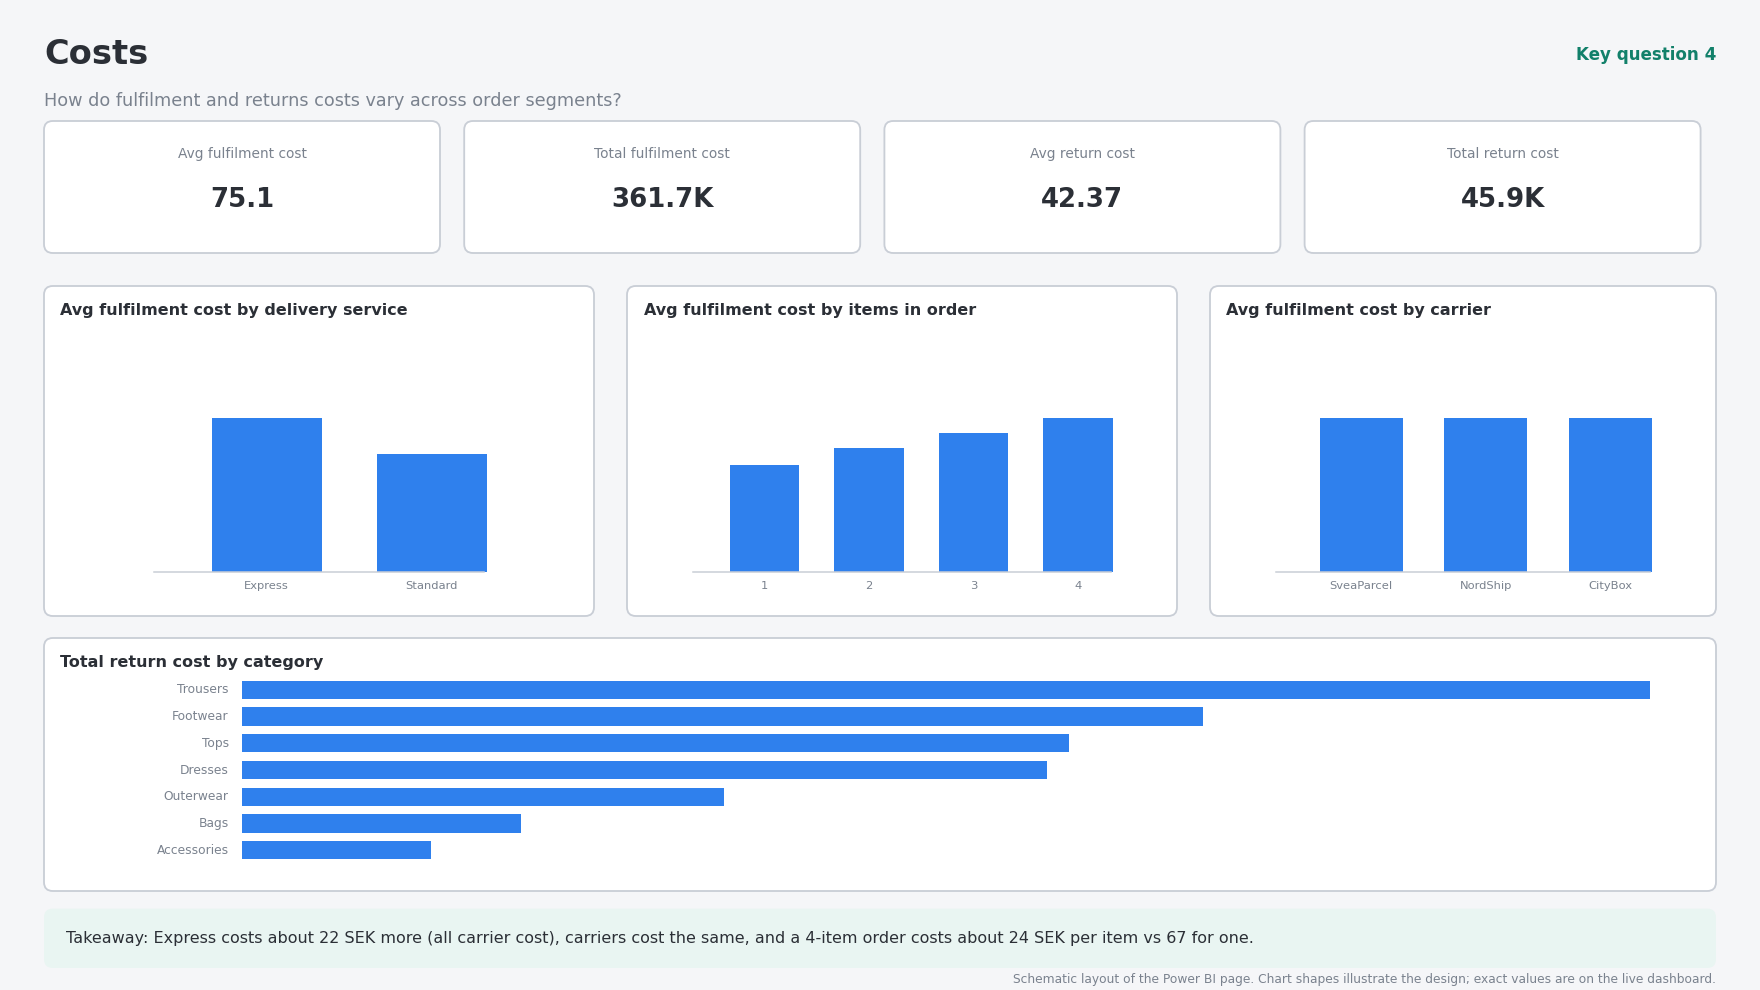 Costs
Key question 4
How do fulfilment and returns costs vary across order segments?
Avg fulfilment cost
75.1
Total fulfilment cost
361.7K
Avg return cost
42.37
Total return cost
45.9K
Avg fulfilment cost by delivery service
Express
Standard
Avg fulfilment cost by items in order
1
2
3
4
Avg fulfilment cost by carrier
SveaParcel
NordShip
CityBox
Total return cost by category
Trousers
Footwear
Tops
Dresses
Outerwear
Bags
Accessories
Takeaway: Express costs about 22 SEK more (all carrier cost), carriers cost the same, and a 4-item order costs about 24 SEK per item vs 67 for one.
Schematic layout of the Power BI page. Chart shapes illustrate the design; exact values are on the live dashboard.